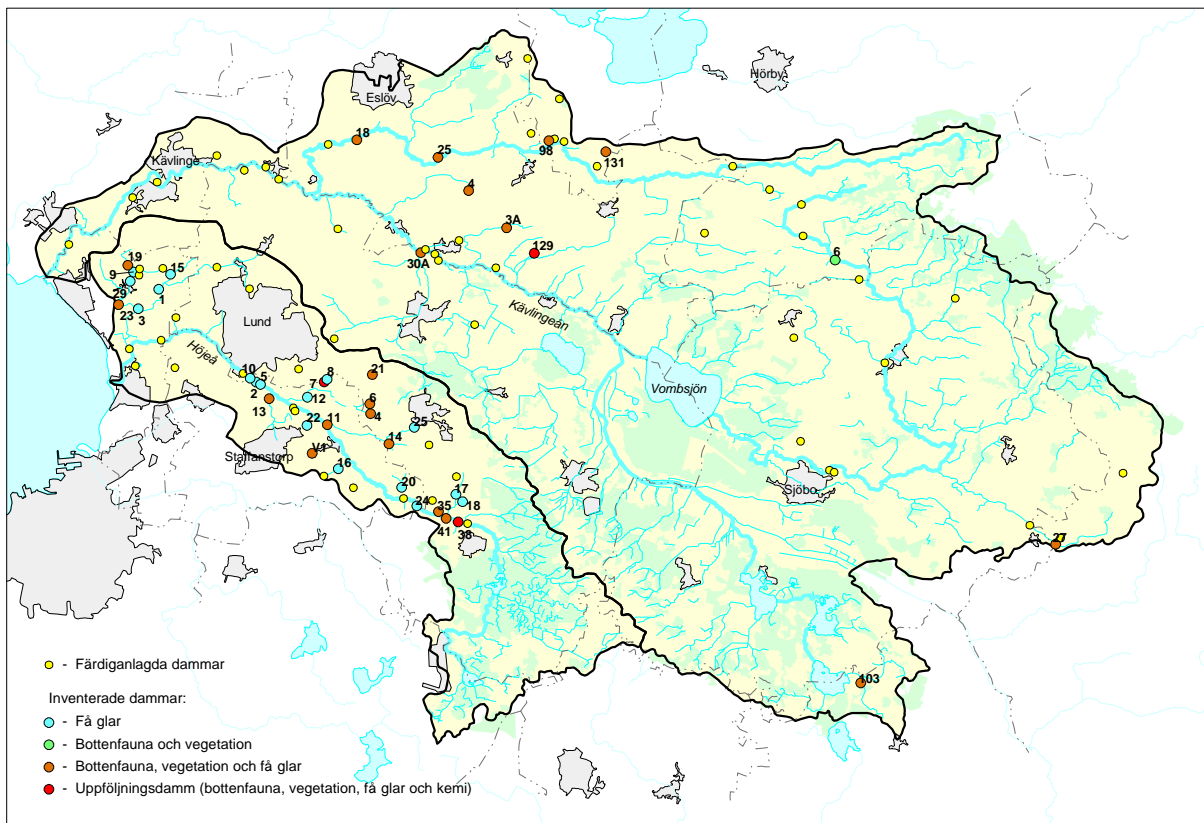 Hörby
Eslöv
18
98
131
25
Kävlinge
4
3A
129
6
30A
19
9
15
1
29
23
3
Kävlingeån
Lund
Höjeå
Vombsjön
10
5
8
7
21
2
13
12
6
4
22
11
25
14
V1
Staffanstorp
16
Sjöbo
20
17
24
18
35
41
38
27
103
- Färdiganlagda dammar
Inventerade dammar:
- Få glar
- Bottenfauna och vegetation
- Bottenfauna, vegetation och få glar
- Uppföljningsdamm (bottenfauna, vegetation, få glar och kemi)